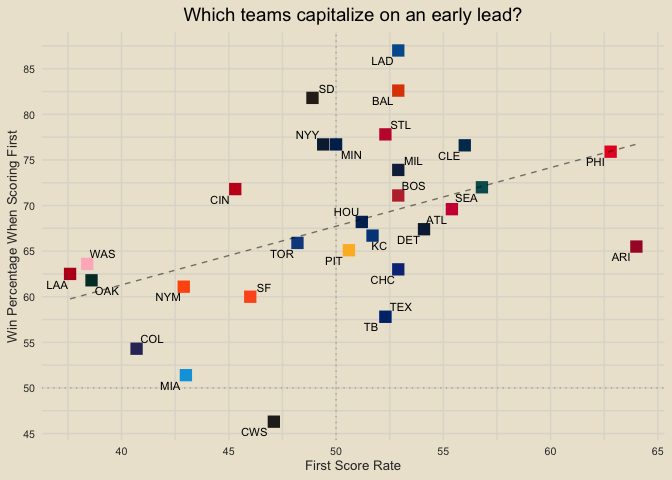 Which teams capitalize on an early lead?
Win Percentage When Scoring First
85
80
75
70
65
60
55
50
45
LAD
SD
BAL
STL
NYY
MIN
CLE
PHI
MIL
CIN
BOS
SEA
HOU
ATL
DET
KC
TOR
PIT
ARI
WAS
LAA
OAK
NYM
SF
CHC
TEX
TB
COL
MIA
CWS
40
45
50
55
60
65
First Score Rate